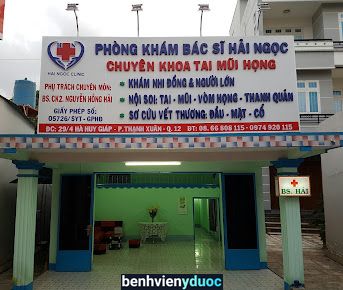 PHÒNG KHÁM BÁC SĨ HẢI NGỌC
CHUYÊN KHOA TAI MŨI HỌNG
HAI NGOC CLINIC
PHỤ TRÁCH CHUYÊN MÔN:
BS.CK2. NGUYỄN HỒNG HẢI
GIẤY PHÉP SỐ:
05726/SYT - GPHĐ
KHÁM NHI ĐỒNG & NGƯỜI LỚN
NỘI SOI: TAI - MŨI - VÒM HỌNG - THANH QUẢN
SƠ CỨU VẾT THƯƠNG: ĐẦU - MẶT - CỔ
ĐC: 29/4 HÀ HUY GIÁP - P. THẠNH XUÂN - Q. 12 ĐT: 08. 66 808 115 - 0974 920 115
BS. HẢI
benhvienyduoc